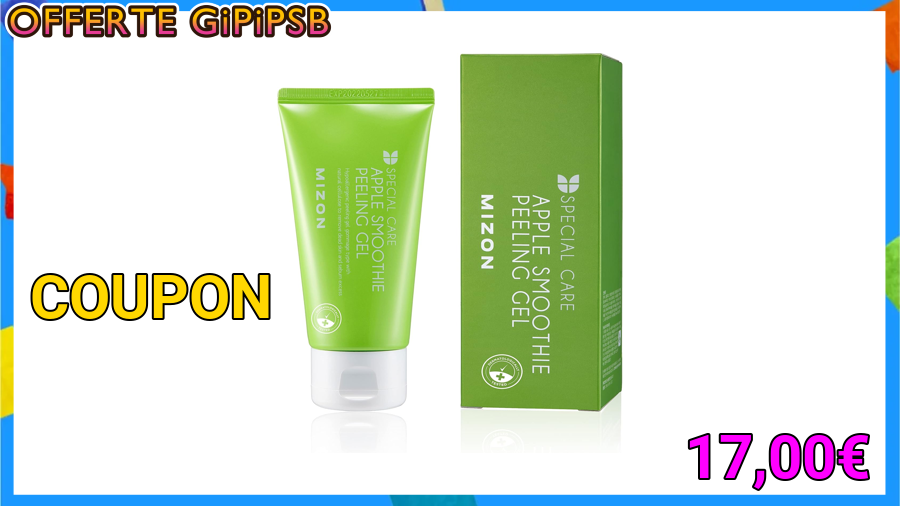 OFFERTE GiPiPSB
COUPON
SPECIAL CARE
APPLE SMOOTHIE
PEELING GEL
MIZON
SPECIAL CARE
APPLE SMOOTHIE
PEELING GEL
MIZON
17,00€